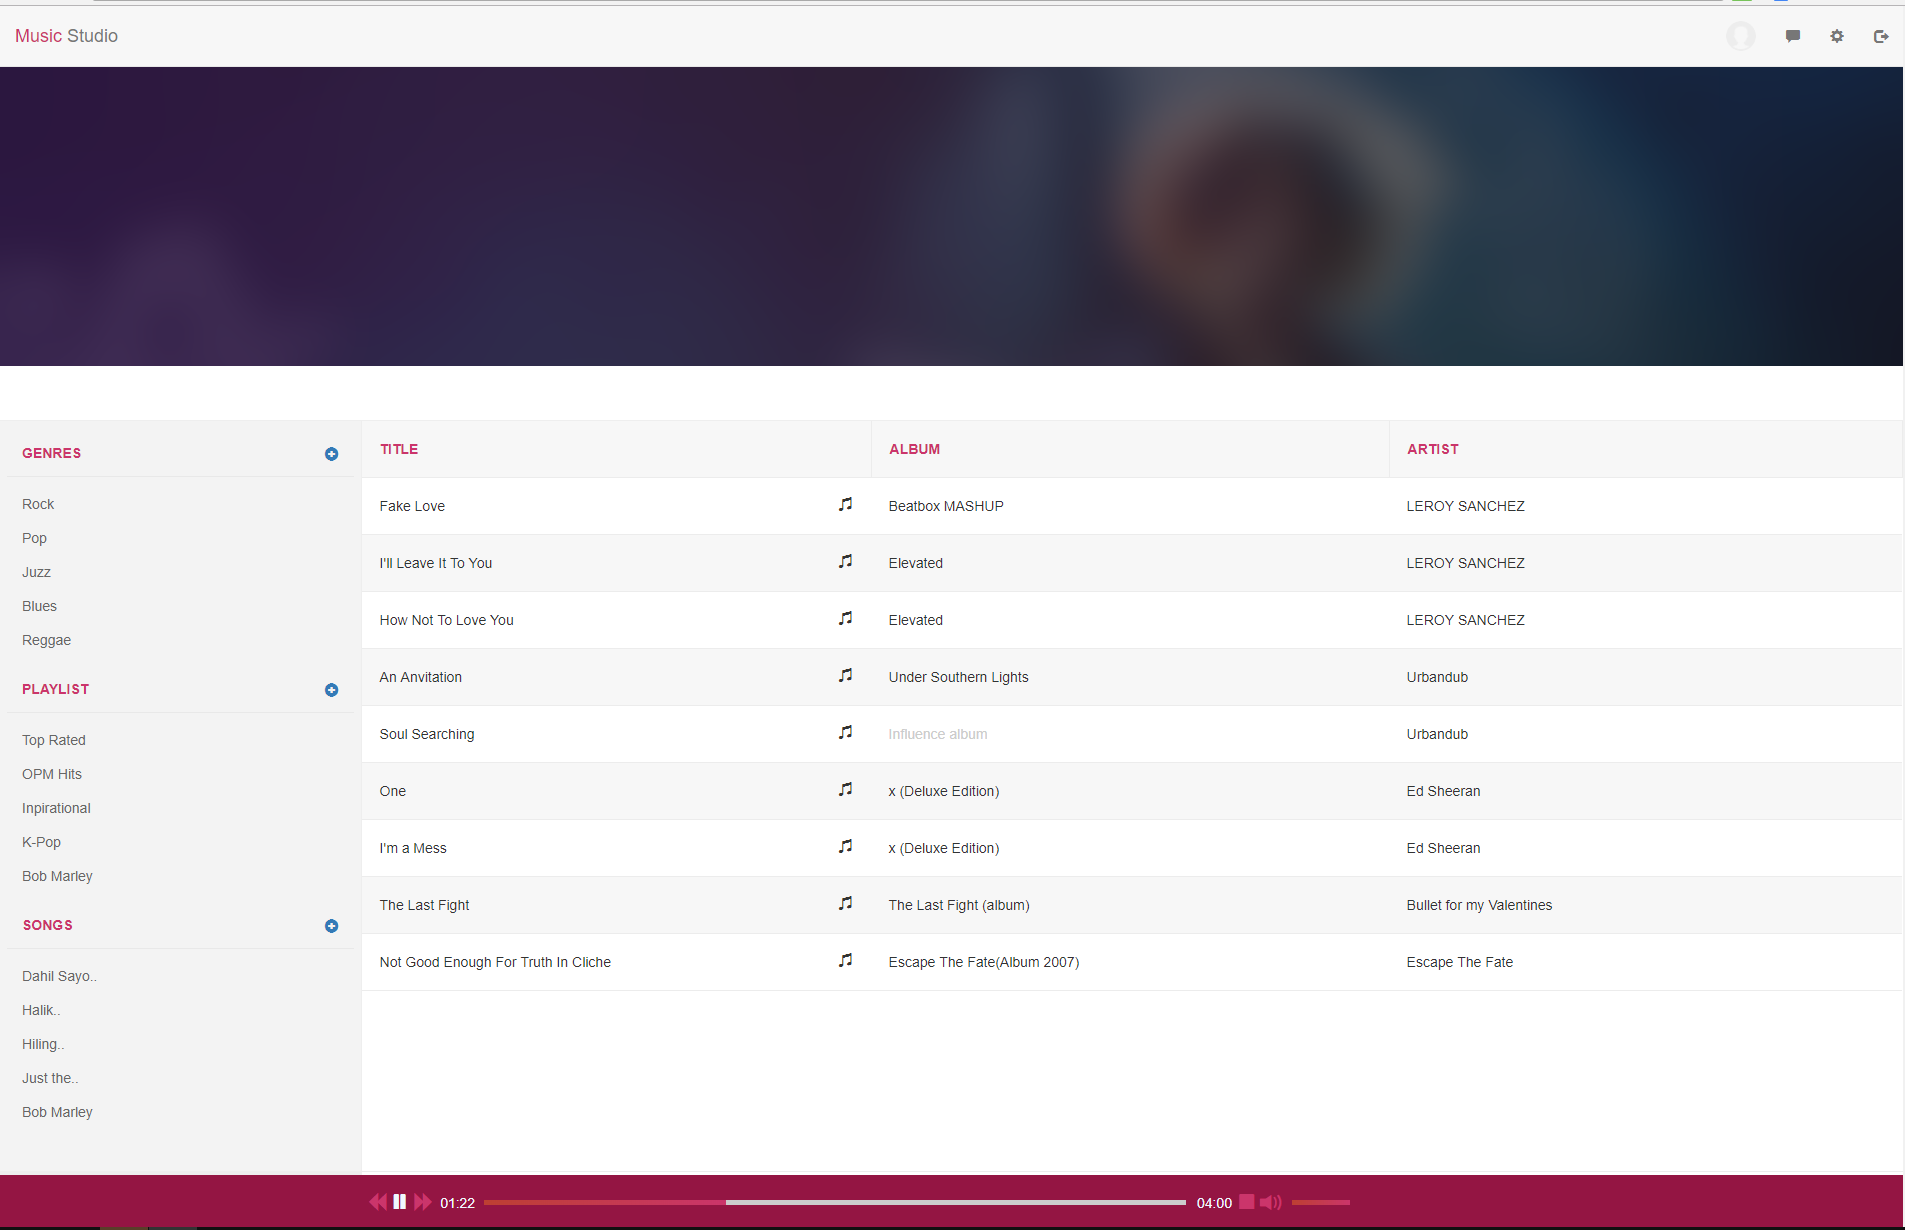 Music Studio
GENRES
Rock
Pop
Juzz
Blues
Reggae
PLAYLIST
Top Rated
OPM Hits
Inpirational
K-Pop
Bob Marley
SONGS
Dahil Sayo..
Halik..
Hiling..
Just the..
Bob Marley
TITLE ALBUM ARTIST
Fake Love Beatbox MASHUP LEROY SANCHEZ
I'll Leave It To You Elevated LEROY SANCHEZ
How Not To Love You Elevated LEROY SANCHEZ
An Anvitation Under Southern Lights Urbandub
Soul Searching Influence album Urbandub
One x (Deluxe Edition) Ed Sheeran
I'm a Mess x (Deluxe Edition) Ed Sheeran
The Last Fight The Last Fight (album) Bullet for my Valentines
Not Good Enough For Truth In Cliche Escape The Fate(Album 2007) Escape The Fate
01:22 04:00